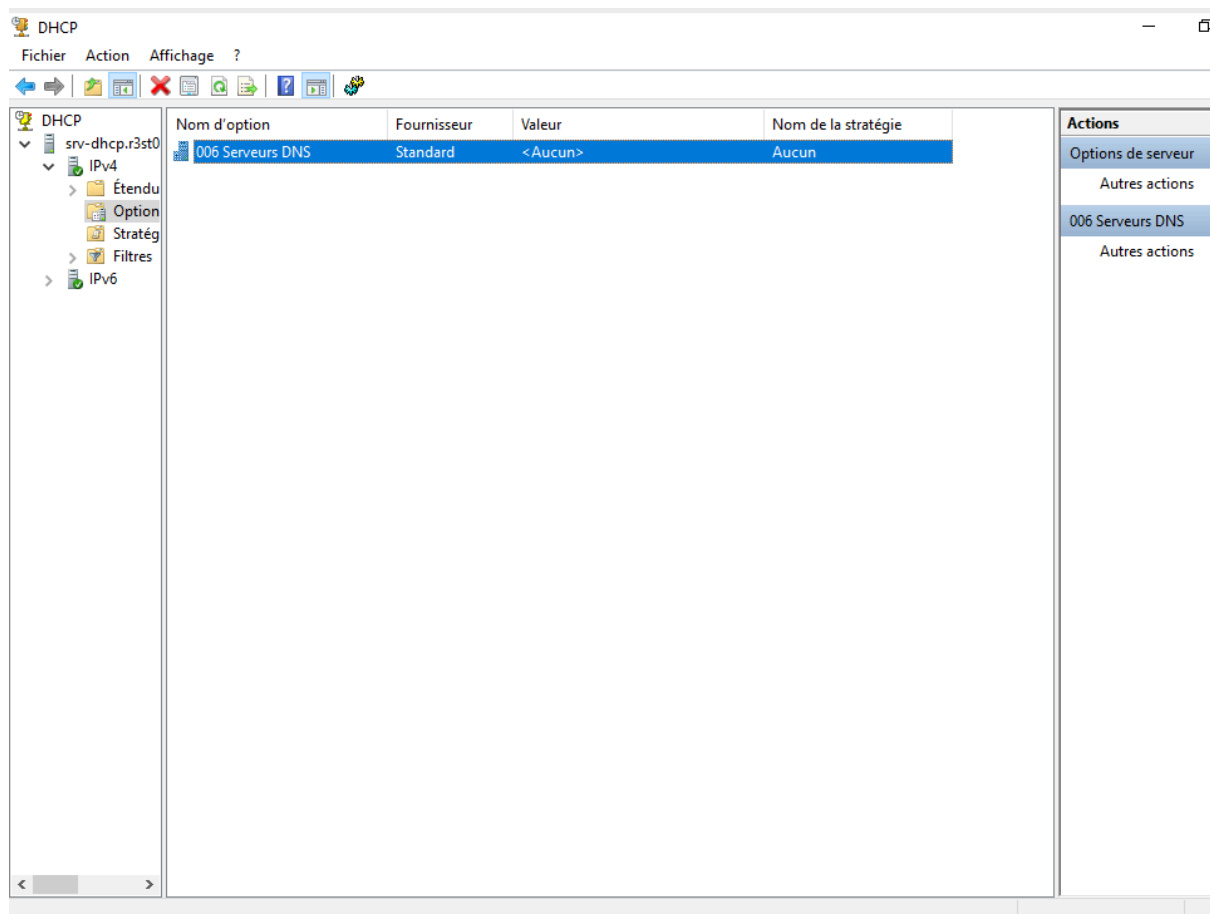 DHCP
Fichier Action Affichage ?
DHCP
srv-dhcp.r3st0
IPv4
Étendu
Option
Stratég
Filtres
IPv6
Nom d'option Fournisseur Valeur Nom de la stratégie
006 Serveurs DNS Standard <Aucun> Aucun
Actions
Options de serveur
Autres actions
006 Serveurs DNS
Autres actions